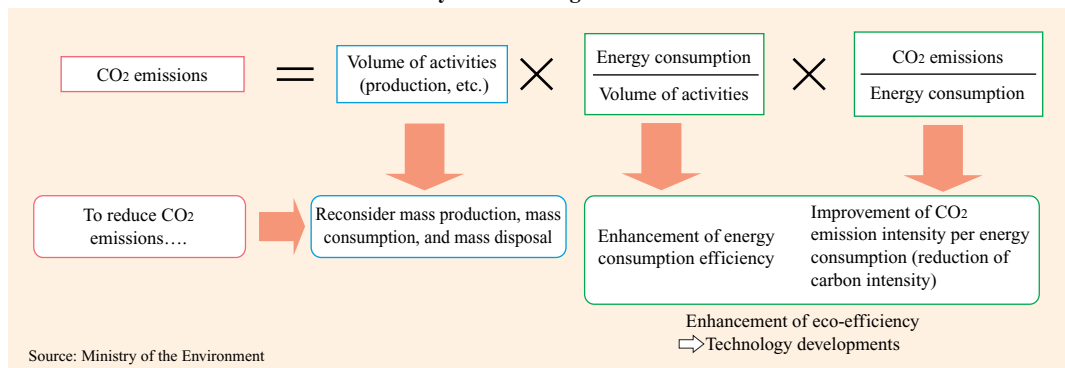 CO2 emissions
=
Volume of activities
(production, etc.)
×
Energy consumption
Volume of activities
×
CO2 emissions
Energy consumption
To reduce CO2
emissions….
Reconsider mass production, mass
consumption, and mass disposal
Enhancement of energy
consumption efficiency
Improvement of CO2
emission intensity per energy
consumption (reduction of
carbon intensity)
Enhancement of eco-efficiency
⇨Technology developments
Source: Ministry of the Environment